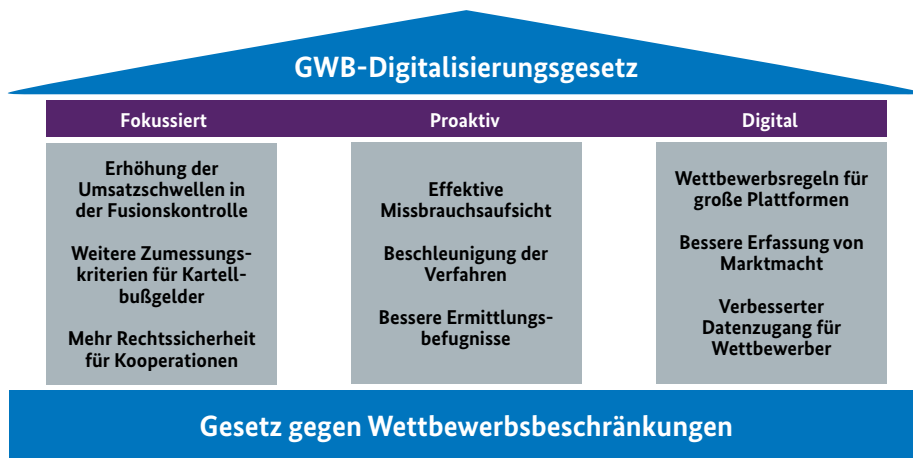 GWB-Digitalisierungsgesetz
Fokussiert
Erhöhung der
Umsatzschwellen in
der Fusionskontrolle
Weitere Zumessungs-
kriterien für Kartell-
bußgelder
Mehr Rechtssicherheit
für Kooperationen
Proaktiv
Effektive
Missbrauchsaufsicht
Beschleunigung der
Verfahren
Bessere Ermittlungs-
befugnisse
Digital
Wettbewerbsregeln für
große Plattformen
Bessere Erfassung von
Marktmacht
Verbesserter
Datenzugang für
Wettbewerber
Gesetz gegen Wettbewerbsbeschränkungen